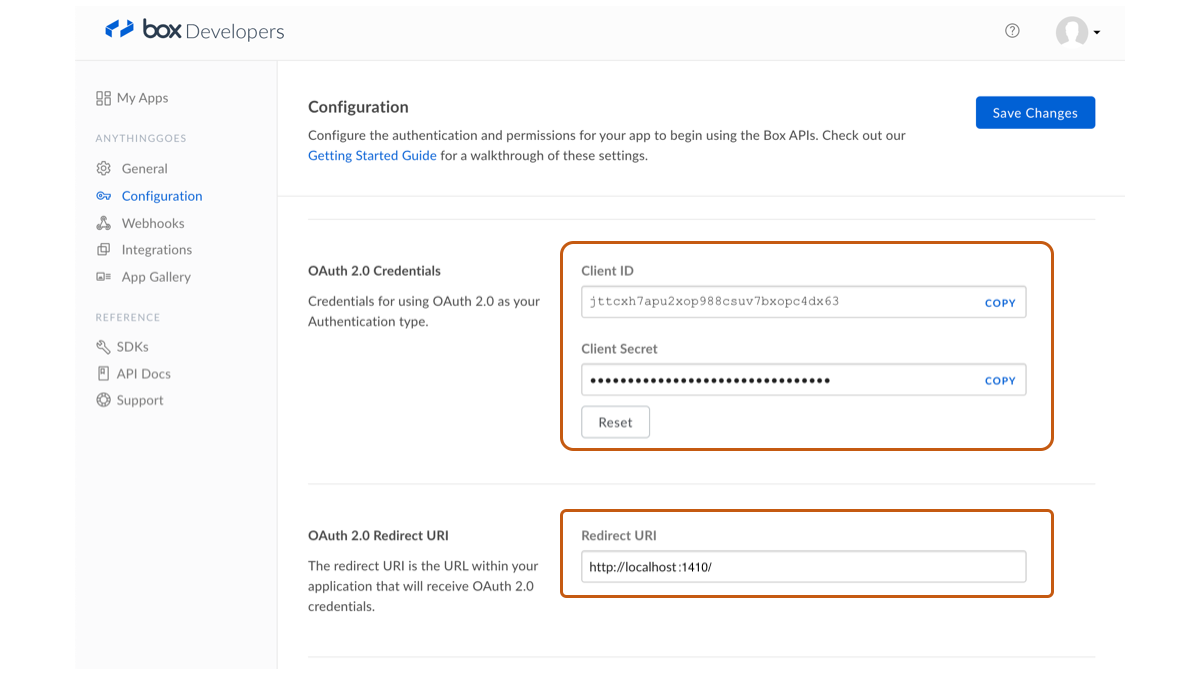 box Developers
My Apps
ANYTHINGGOES
General
Configuration
Webhooks
Integrations
App Gallery
REFERENCE
SDKs
API Docs
Support
Configuration
Configure the authentication and permissions for your app to begin using the Box APIs. Check out our
Getting Started Guide for a walkthrough of these settings.
Save Changes
OAuth 2.0 Credentials
Credentials for using OAuth 2.0 as your
Authentication type.
Client ID
jttcxh7apu2xop988csuv7bxopc4dx63
COPY
Client Secret
••••••••••••••••••••••••••••••••
COPY
Reset
OAuth 2.0 Redirect URI
The redirect URI is the URL within your
application that will receive OAuth 2.0
credentials.
Redirect URI
http://localhost:1410/